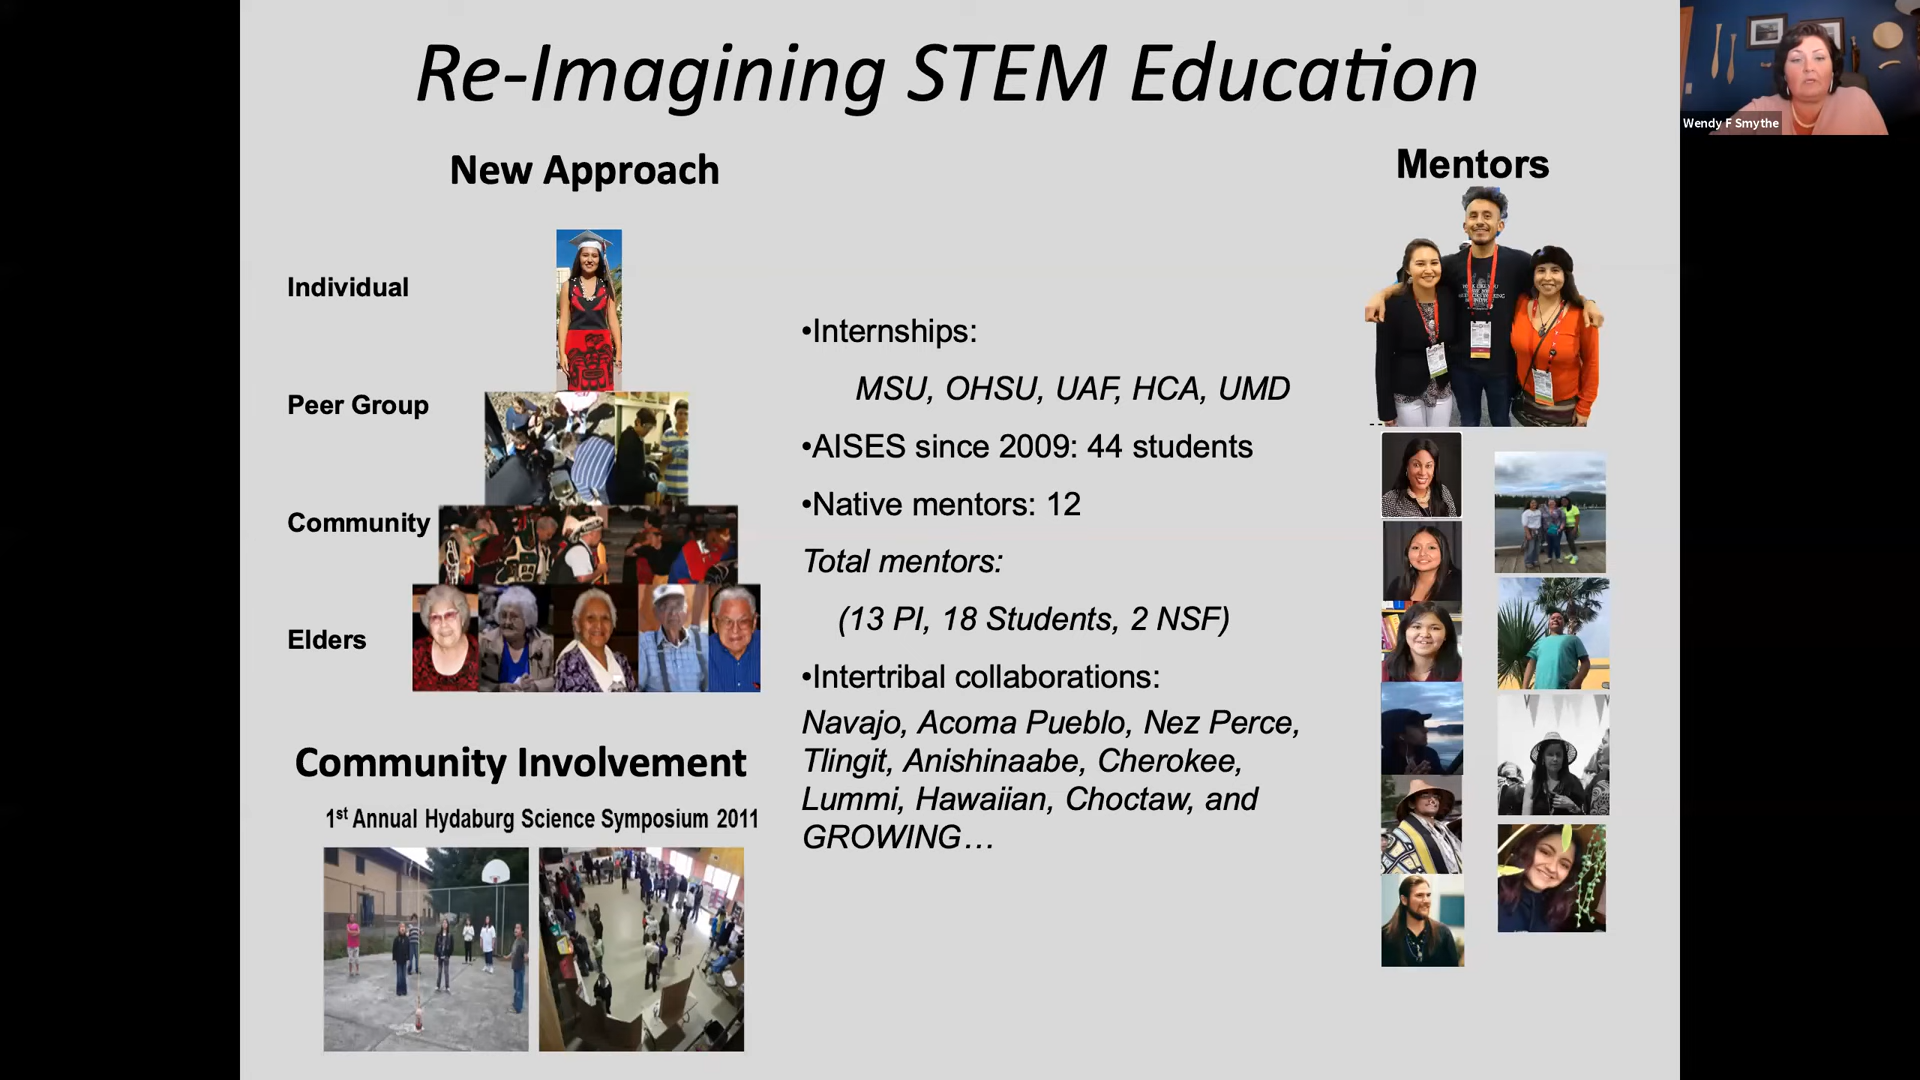 Re-Imagining STEM Education
Wendy F Smythe
New Approach
Mentors
Individual
Peer Group
Community
Elders
•Internships:
MSU, OHSU, UAF, HCA, UMD
•AISES since 2009: 44 students
•Native mentors: 12
Total mentors:
(13 PI, 18 Students, 2 NSF)
•Intertribal collaborations:
Navajo, Acoma Pueblo, Nez Perce,
Tlingit, Anishinaabe, Cherokee,
Lummi, Hawaiian, Choctaw, and
GROWING…
Community Involvement
1st Annual Hydaburg Science Symposium 2011